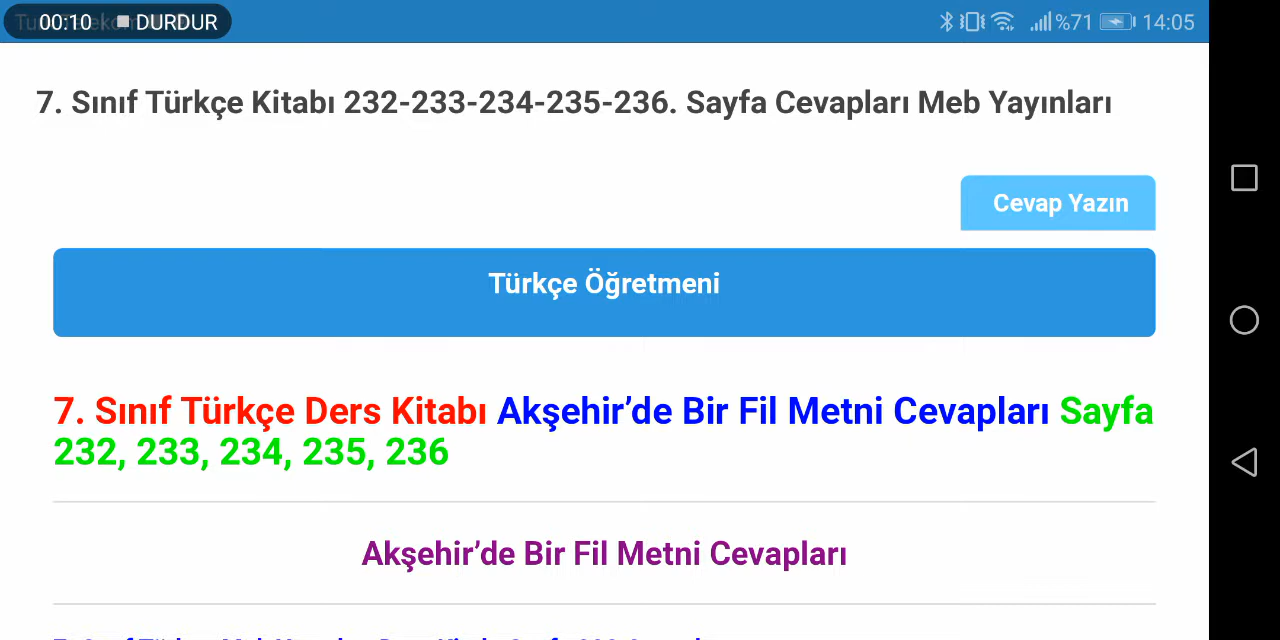 00:10 DURDUR %71 14:05
7. Sınıf Türkçe Kitabı 232-233-234-235-236. Sayfa Cevapları Meb Yayınları
Cevap Yazın
Türkçe Öğretmeni
7. Sınıf Türkçe Ders Kitabı Akşehir’de Bir Fil Metni Cevapları Sayfa
232, 233, 234, 235, 236
Akşehir’de Bir Fil Metni Cevapları